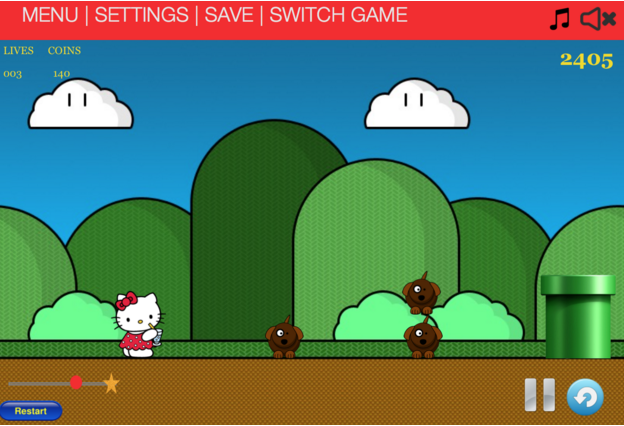 MENU | SETTINGS | SAVE | SWITCH GAME
LIVES COINS
003 140
2405
Restart